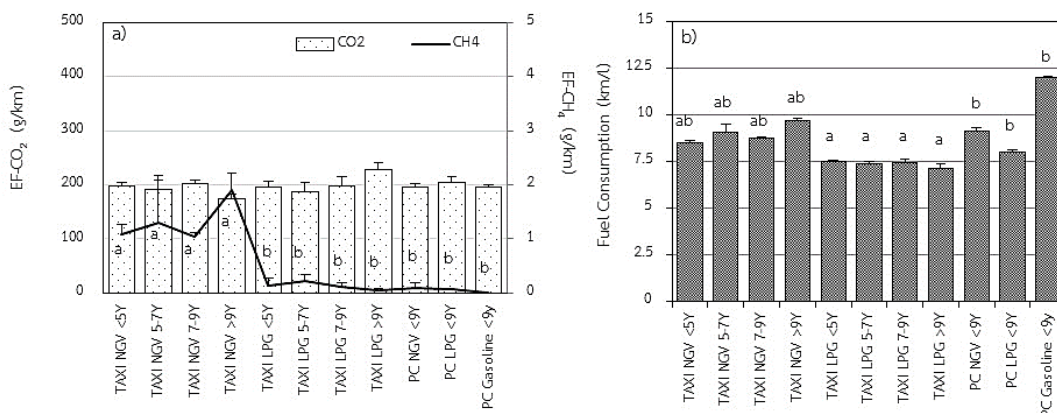 a)
CO2
CH4
EF-CO2 (g/km)
500
400
300
200
100
0
EF-CH4 (g/km)
5
4
3
2
1
0
a
a
a
a
b
b
b
b
b
b
b
TAXI NGV <5Y
TAXI NGV 5-7Y
TAXI NGV 7-9Y
TAXI NGV >9Y
TAXI LPG <5Y
TAXI LPG 5-7Y
TAXI LPG 7-9Y
TAXI LPG >9Y
PC NGV <9Y
PC LPG <9Y
PC Gasoline <9y
b)
Fuel Consumption (km/l)
15
12.5
10
7.5
5
2.5
0
ab
ab
ab
ab
a
a
a
a
b
b
b
TAXI NGV <5Y
TAXI NGV 5-7Y
TAXI NGV 7-9Y
TAXI NGV >9Y
TAXI LPG <5Y
TAXI LPG 5-7Y
TAXI LPG 7-9Y
TAXI LPG >9Y
PC NGV <9Y
PC LPG <9Y
PC Gasoline <9y